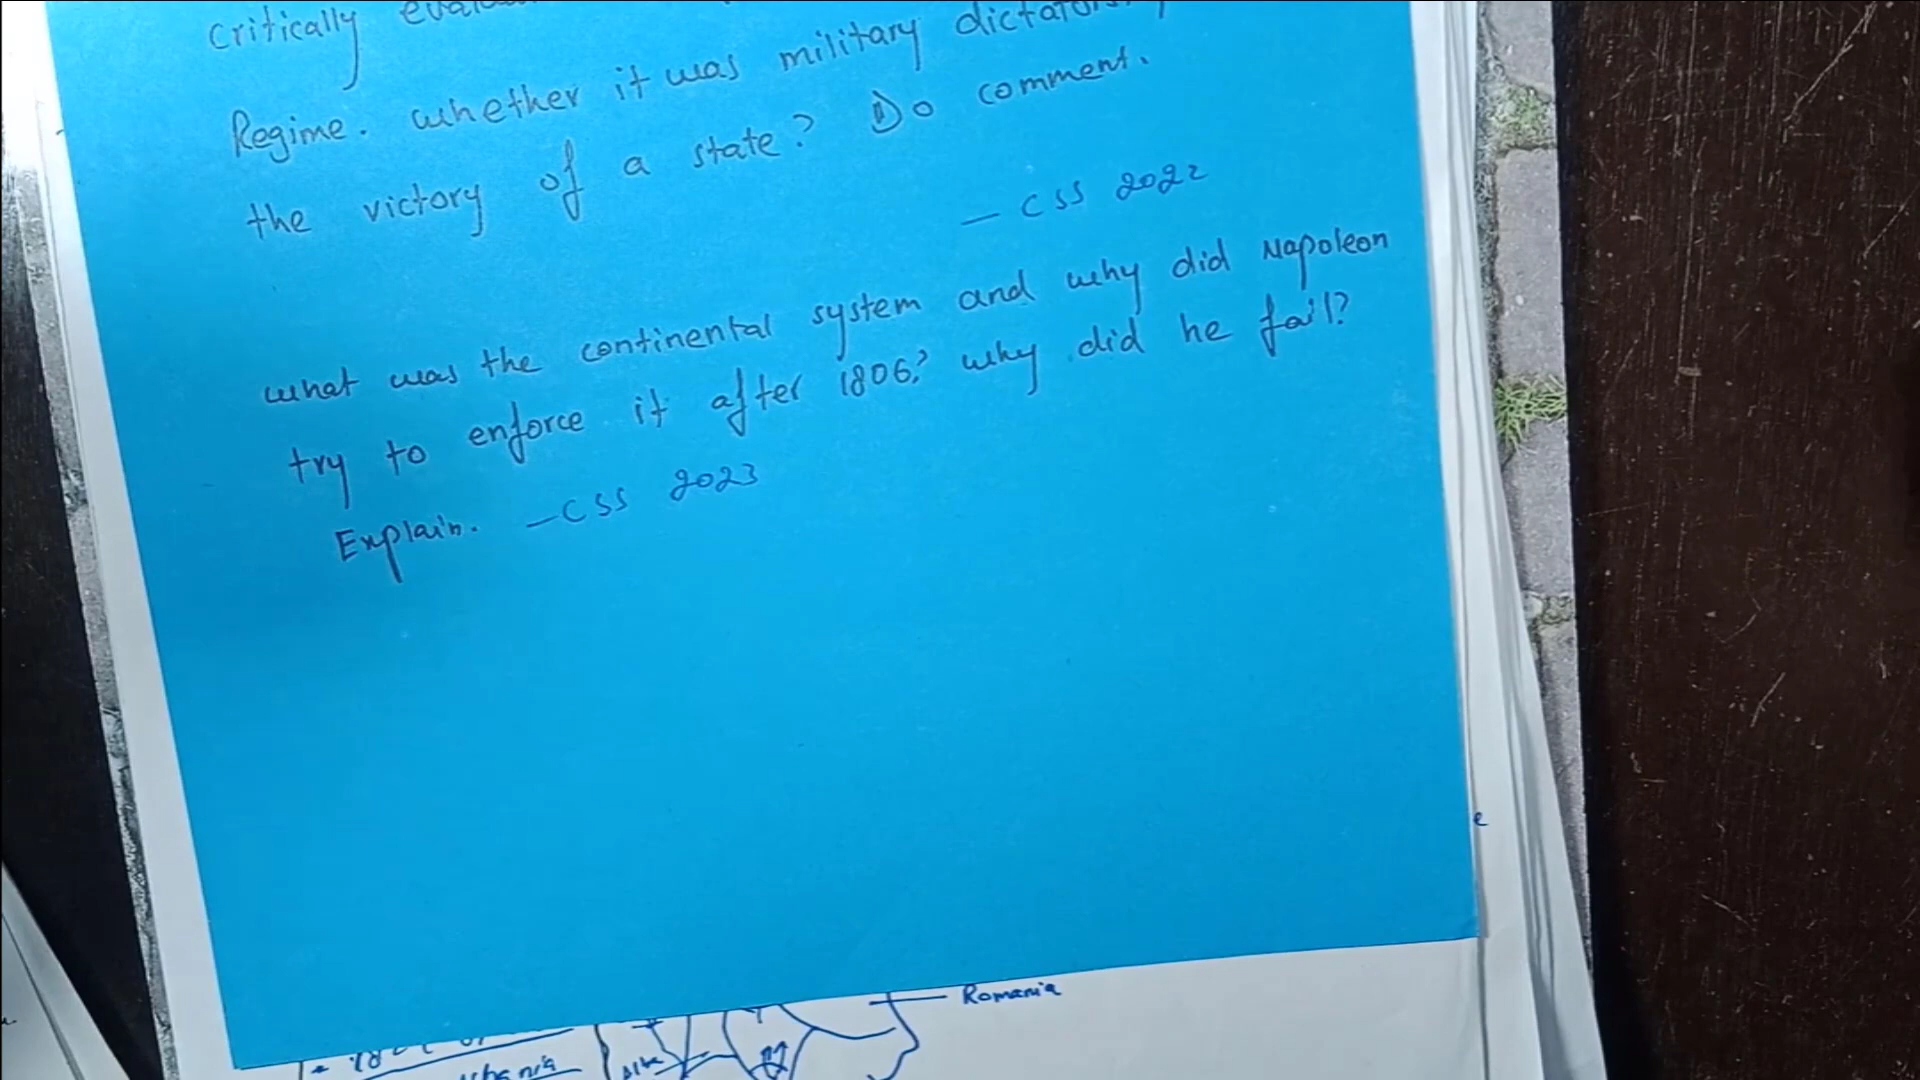 critically
Regime. whether it was military
the victory of a state? Do comment.
— CSS 2022
what was the continental system and why did Napoleon
try to enforce it after 1806? why did he fail?
Explain. — CSS 2023
e
Romania